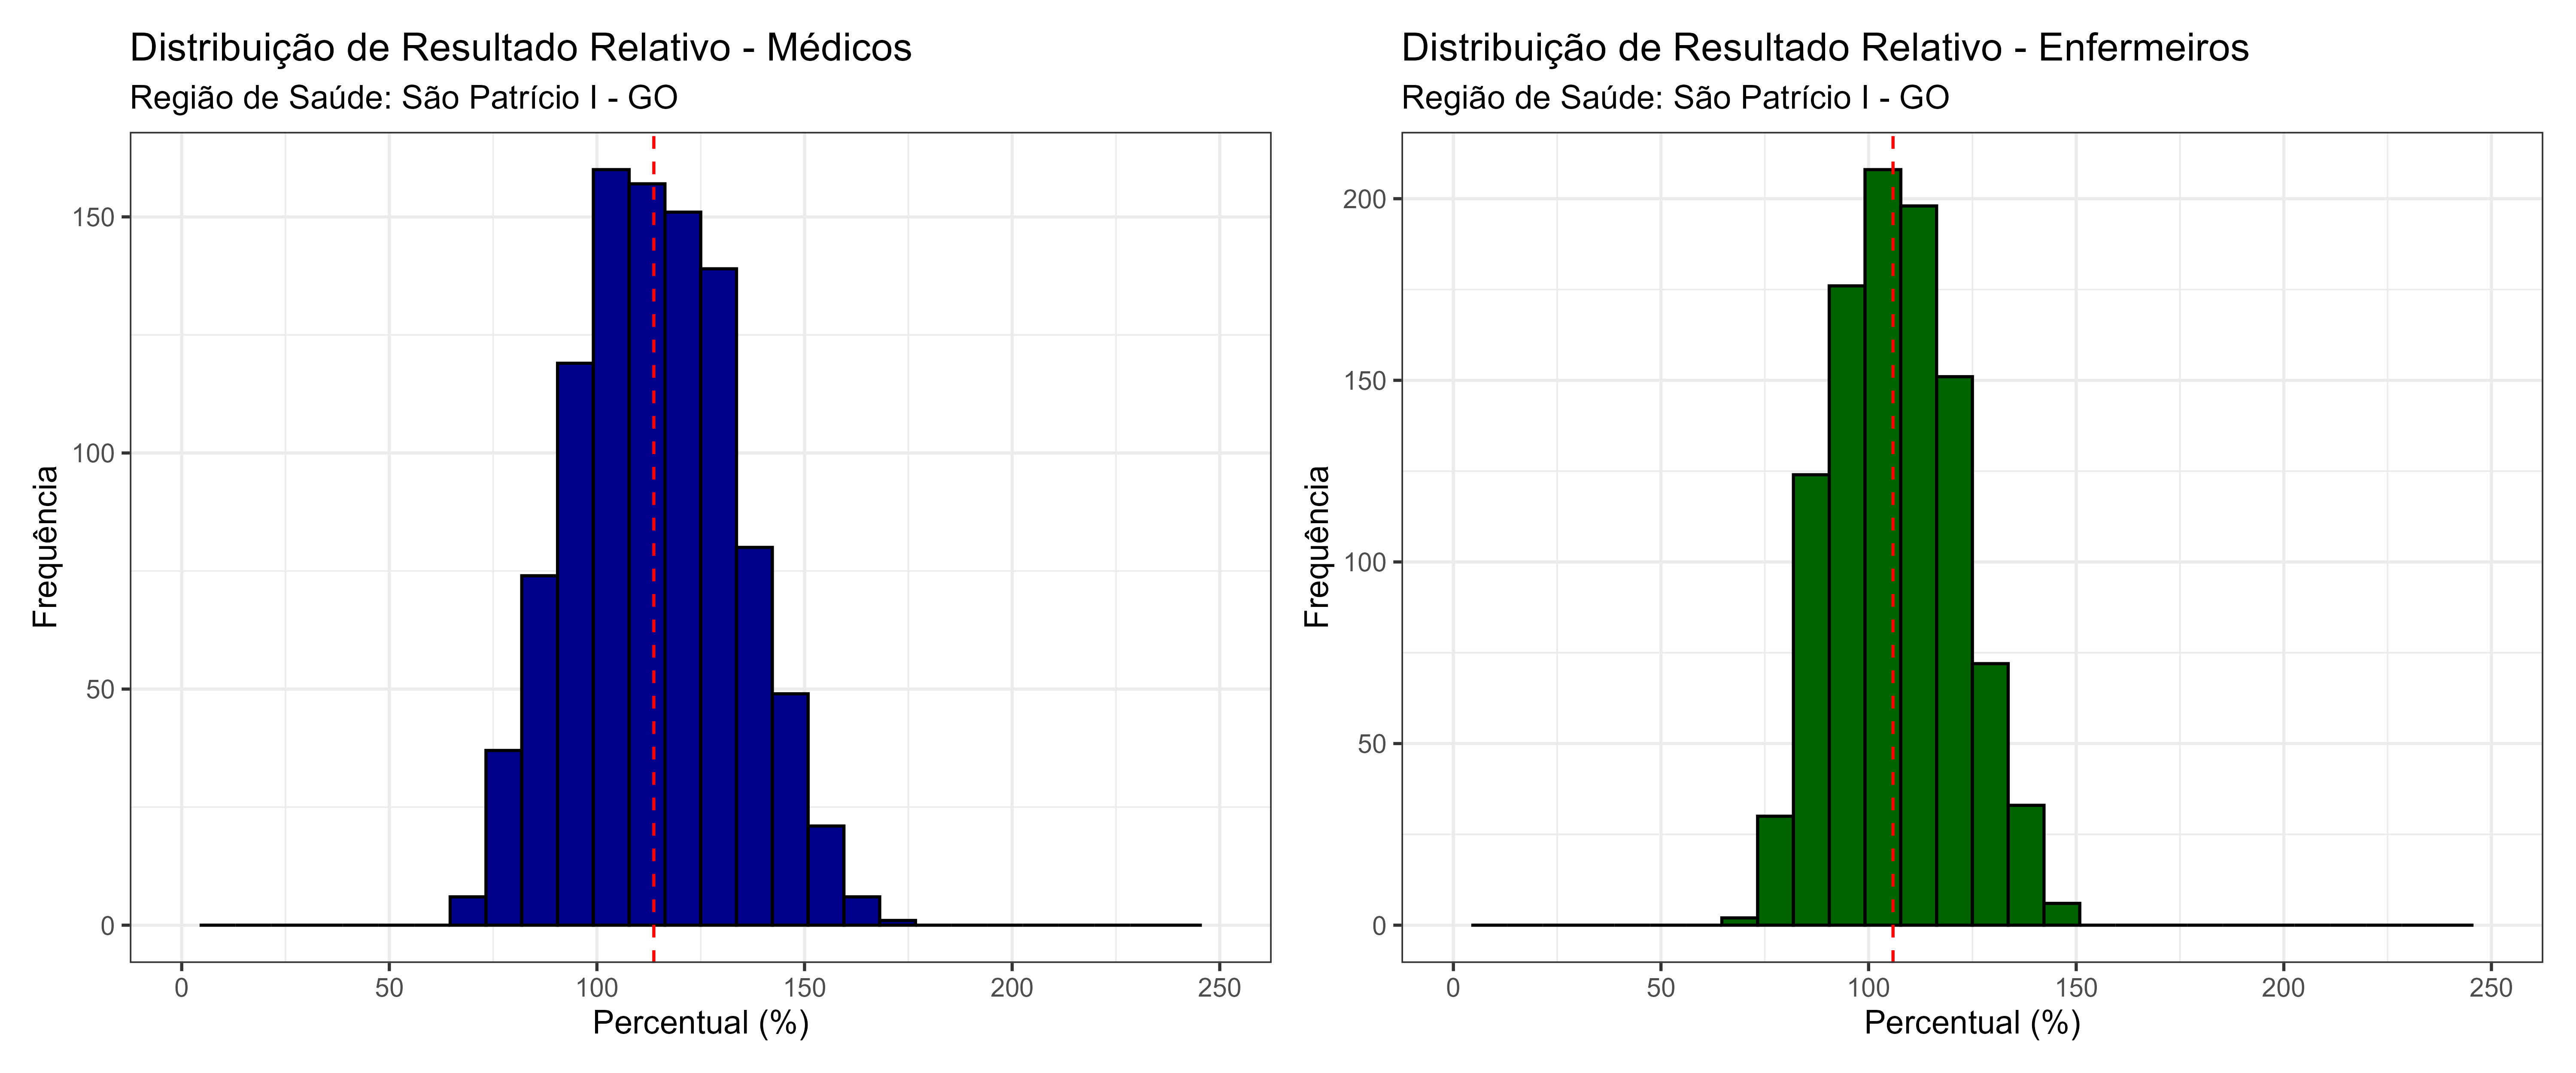 Distribuição de Resultado Relativo - Médicos
Região de Saúde: São Patrício I - GO
Frequência
150
100
50
0
0 50 100 150 200 250
Percentual (%)
Distribuição de Resultado Relativo - Enfermeiros
Região de Saúde: São Patrício I - GO
Frequência
200
150
100
50
0
0 50 100 150 200 250
Percentual (%)